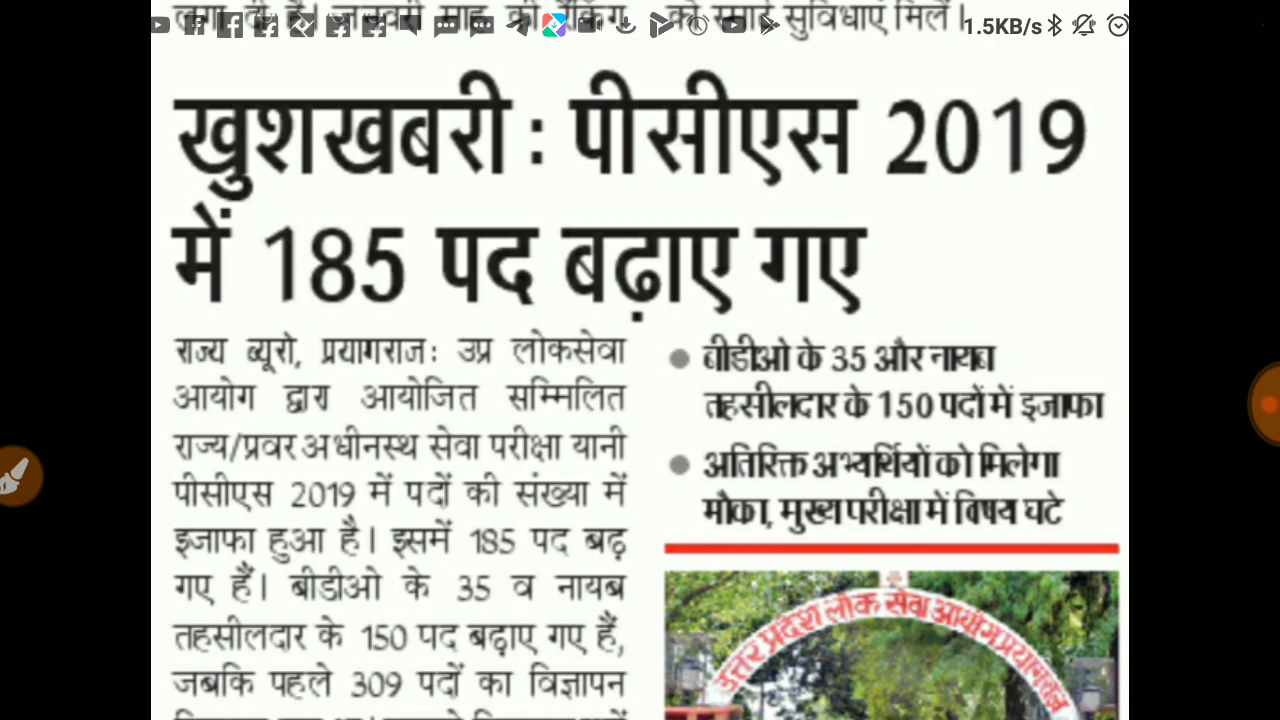 को स्मार्ट सुविधाएं मिलें।
1.5KB/s
खुशखबरी : पीसीएस 2019
में 185 पद बढ़ाए गए
राज्य ब्यूरो, प्रयागराज: उप्र लोकसेवा
आयोग द्वारा आयोजित सम्मिलित
राज्य/प्रवर अधीनस्थ सेवा परीक्षा यानी
पीसीएस 2019 में पदों की संख्या में
इजाफा हुआ है। इसमें 185 पद बढ़
गए हैं। बीडीओ के 35 व नायब
तहसीलदार के 150 पद बढ़ाए गए हैं,
जबकि पहले 309 पदों का विज्ञापन
बीडीओ के 35 और नायब
तहसीलदार के 150 पदों में इजाफा
अतिरिक्त अभ्यर्थियों को मिलेगा
मौका, मुख्य परीक्षा में विषय घटे
उत्तर प्रदेश लोक सेवा आयोग प्रयागराज